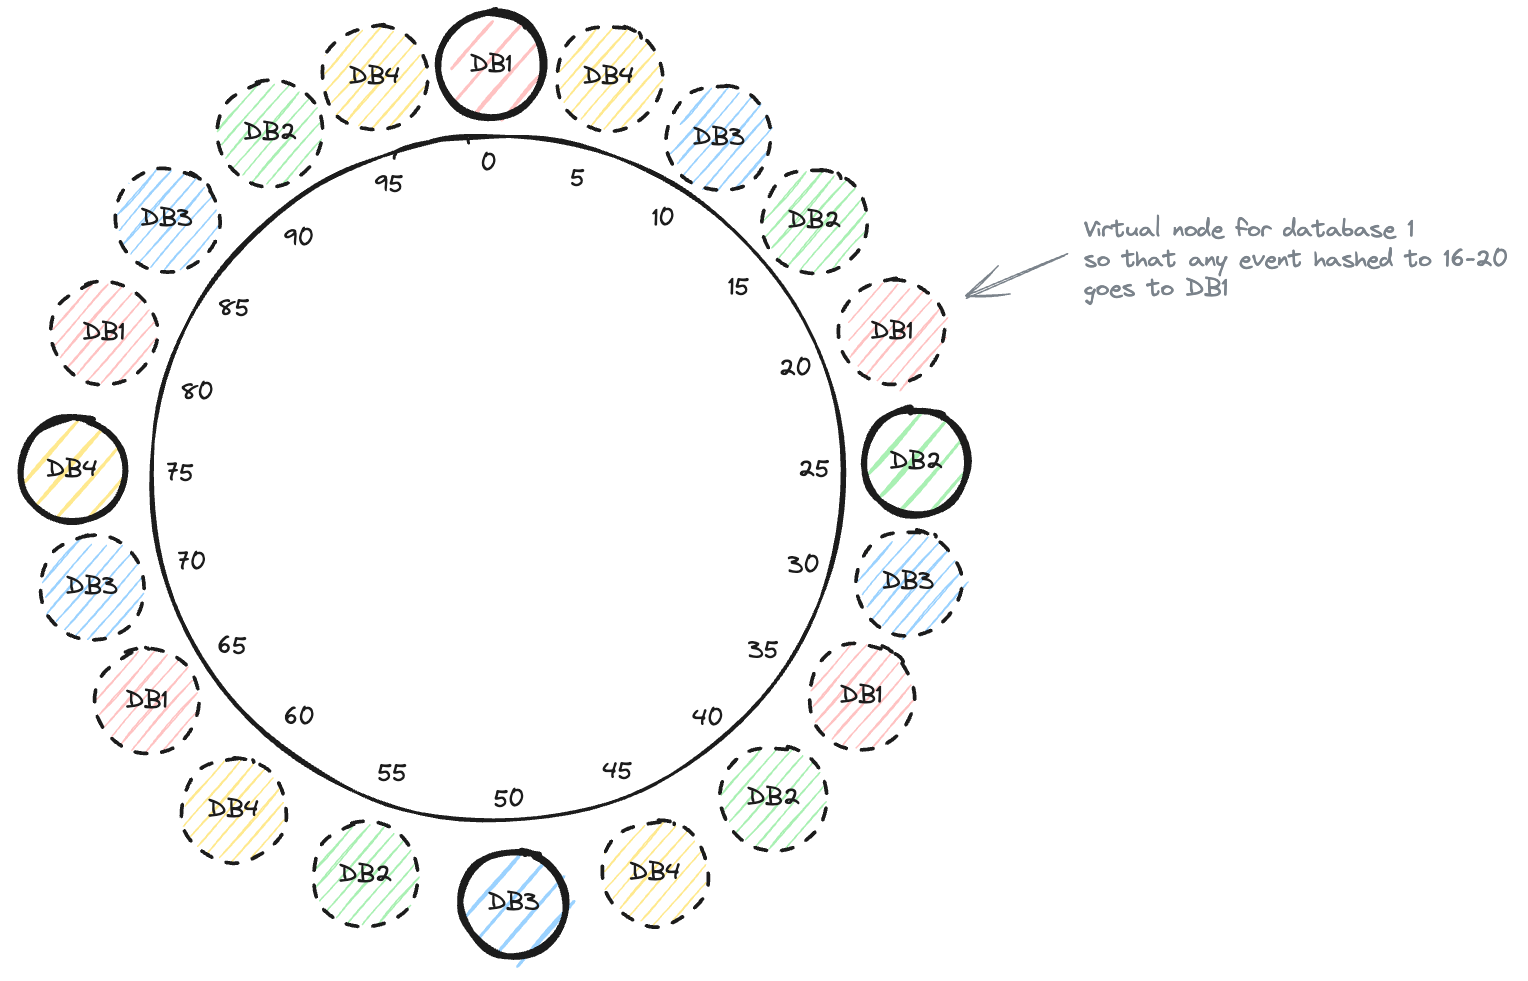 DB4
DB1
DB4
DB2
DB3
DB3
DB2
DB1
DB1
DB4
DB2
DB3
DB3
DB1
DB1
DB4
DB2
DB2
DB4
DB3
0
5
10
15
20
25
30
35
40
45
50
55
60
65
70
75
80
85
90
95
Virtual node for database 1
so that any event hashed to 16-20
goes to DB1